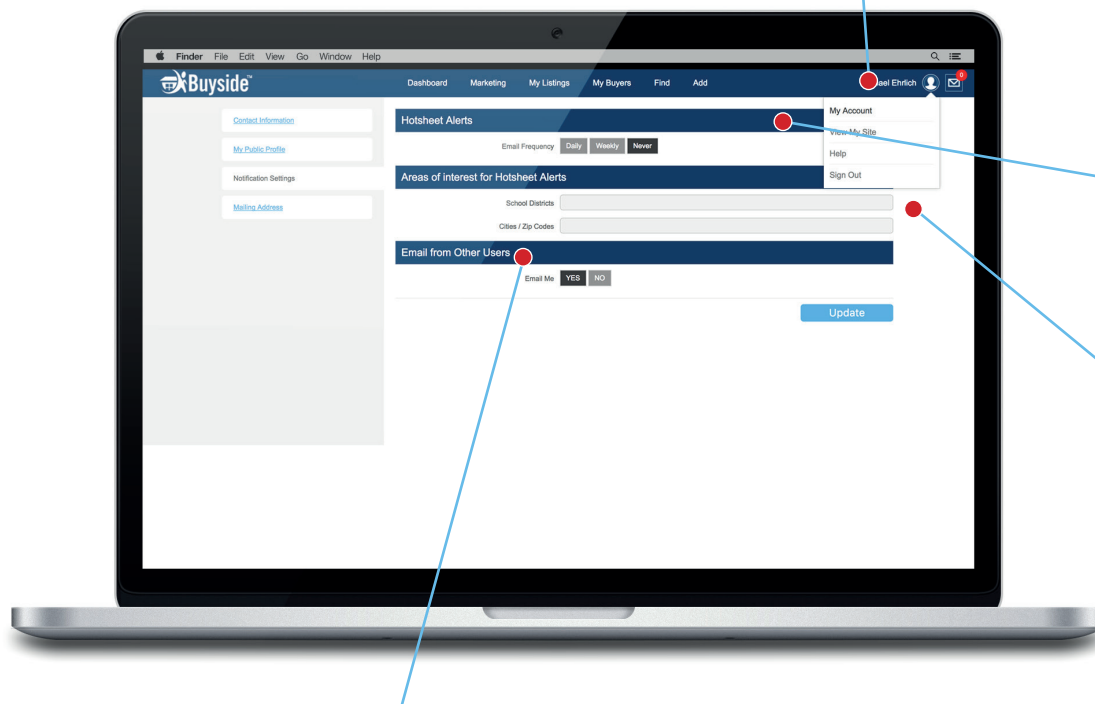 Finder File Edit View Go Window Help
Buyside™
Dashboard Marketing My Listings My Buyers Find Add
Ehrlich
0
My Account
View My Site
Help
Sign Out
Contact Information
My Public Profile
Notification Settings
Mailing Address
Hotsheet Alerts
Email Frequency Daily Weekly Never
Areas of interest for Hotsheet Alerts
School Districts
Cities / Zip Codes
Email from Other Users
Email Me YES NO
Update